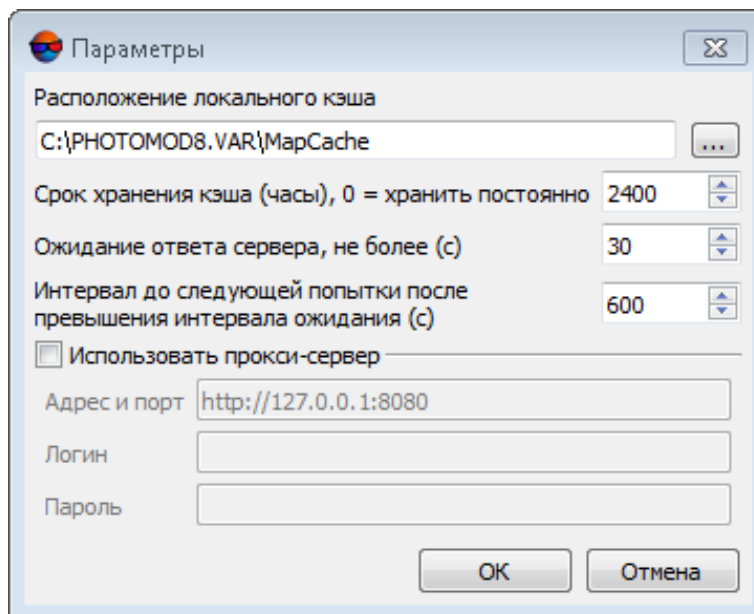 Параметры
Расположение локального кэша
C:\PHOTOMOD8.VAR\MapCache
...
Срок хранения кэша (часы), 0 = хранить постоянно 2400
Ожидание ответа сервера, не более (с) 30
Интервал до следующей попытки после
превышения интервала ожидания (с) 600
Использовать прокси-сервер
Адрес и порт http://127.0.0.1:8080
Логин
Пароль
ОК Отмена